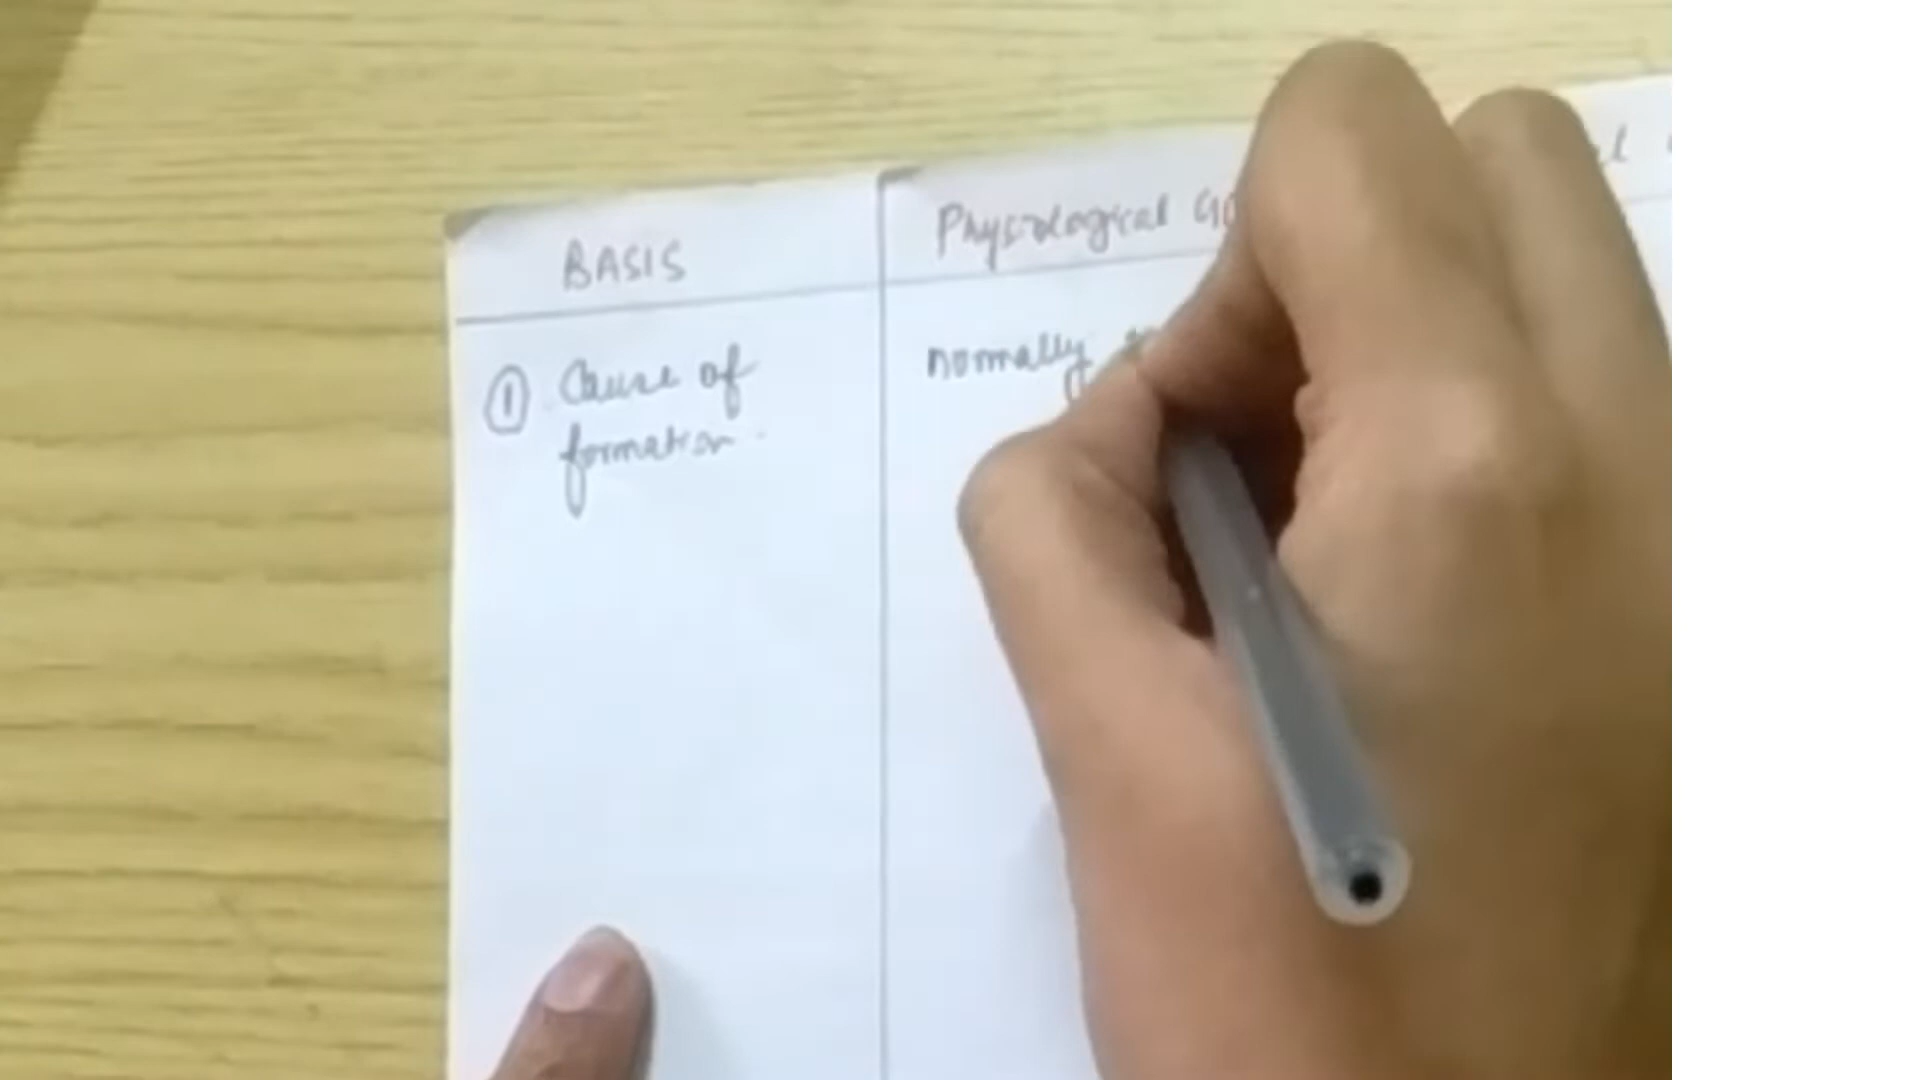 BASIS
Physiological
① Cause of
formation.
normally